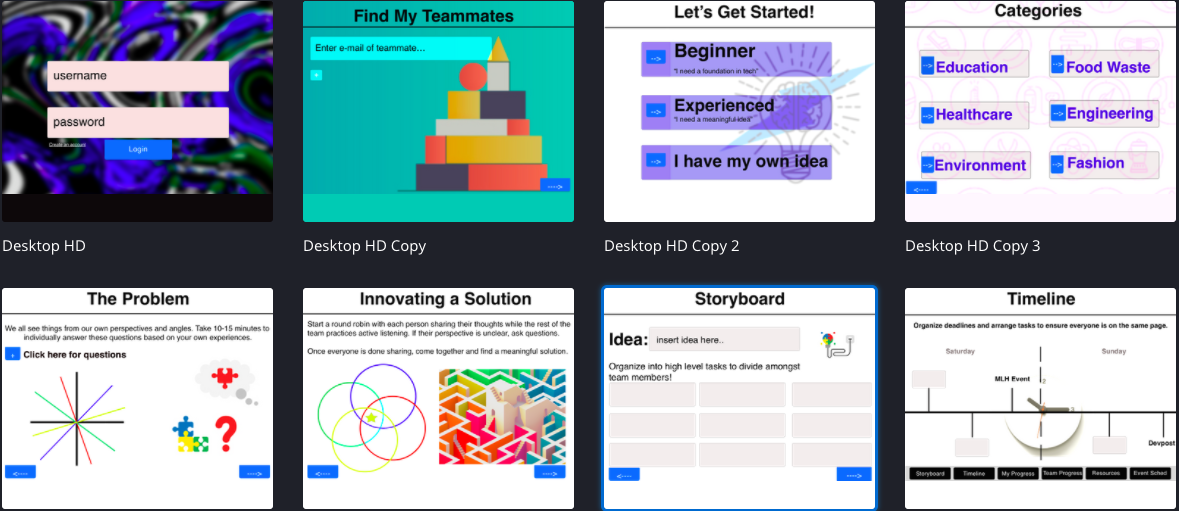 username
password
Create an account
Login
Find My Teammates
Enter e-mail of teammate...
+
---->
Let's Get Started!
-->
Beginner
"I need a foundation in tech"
-->
Experienced
"I need a meaningful idea"
-->
I have my own idea
Categories
--> Education
--> Food Waste
--> Healthcare
--> Engineering
--> Environment
--> Fashion
<----
Desktop HD
Desktop HD Copy
Desktop HD Copy 2
Desktop HD Copy 3
The Problem
We all see things from our own perspectives and angles. Take 10-15 minutes to
individually answer these questions based on your own experiences.
+ Click here for questions
<----
---->
Innovating a Solution
Start a round robin with each person sharing their thoughts while the rest of the
team practices active listening. If their perspective is unclear, ask questions.
Once everyone is done sharing, come together and find a meaningful solution.
<----
---->
Storyboard
Idea: insert idea here..
Organize into high level tasks to divide amongst
team members!
<----
---->
Timeline
Organize deadlines and arrange tasks to ensure everyone is on the same page.
Saturday
Sunday
MLH Event
3
Devpost
Storyboard
Timeline
My Progress
Team Progress
Resources
Event Sched